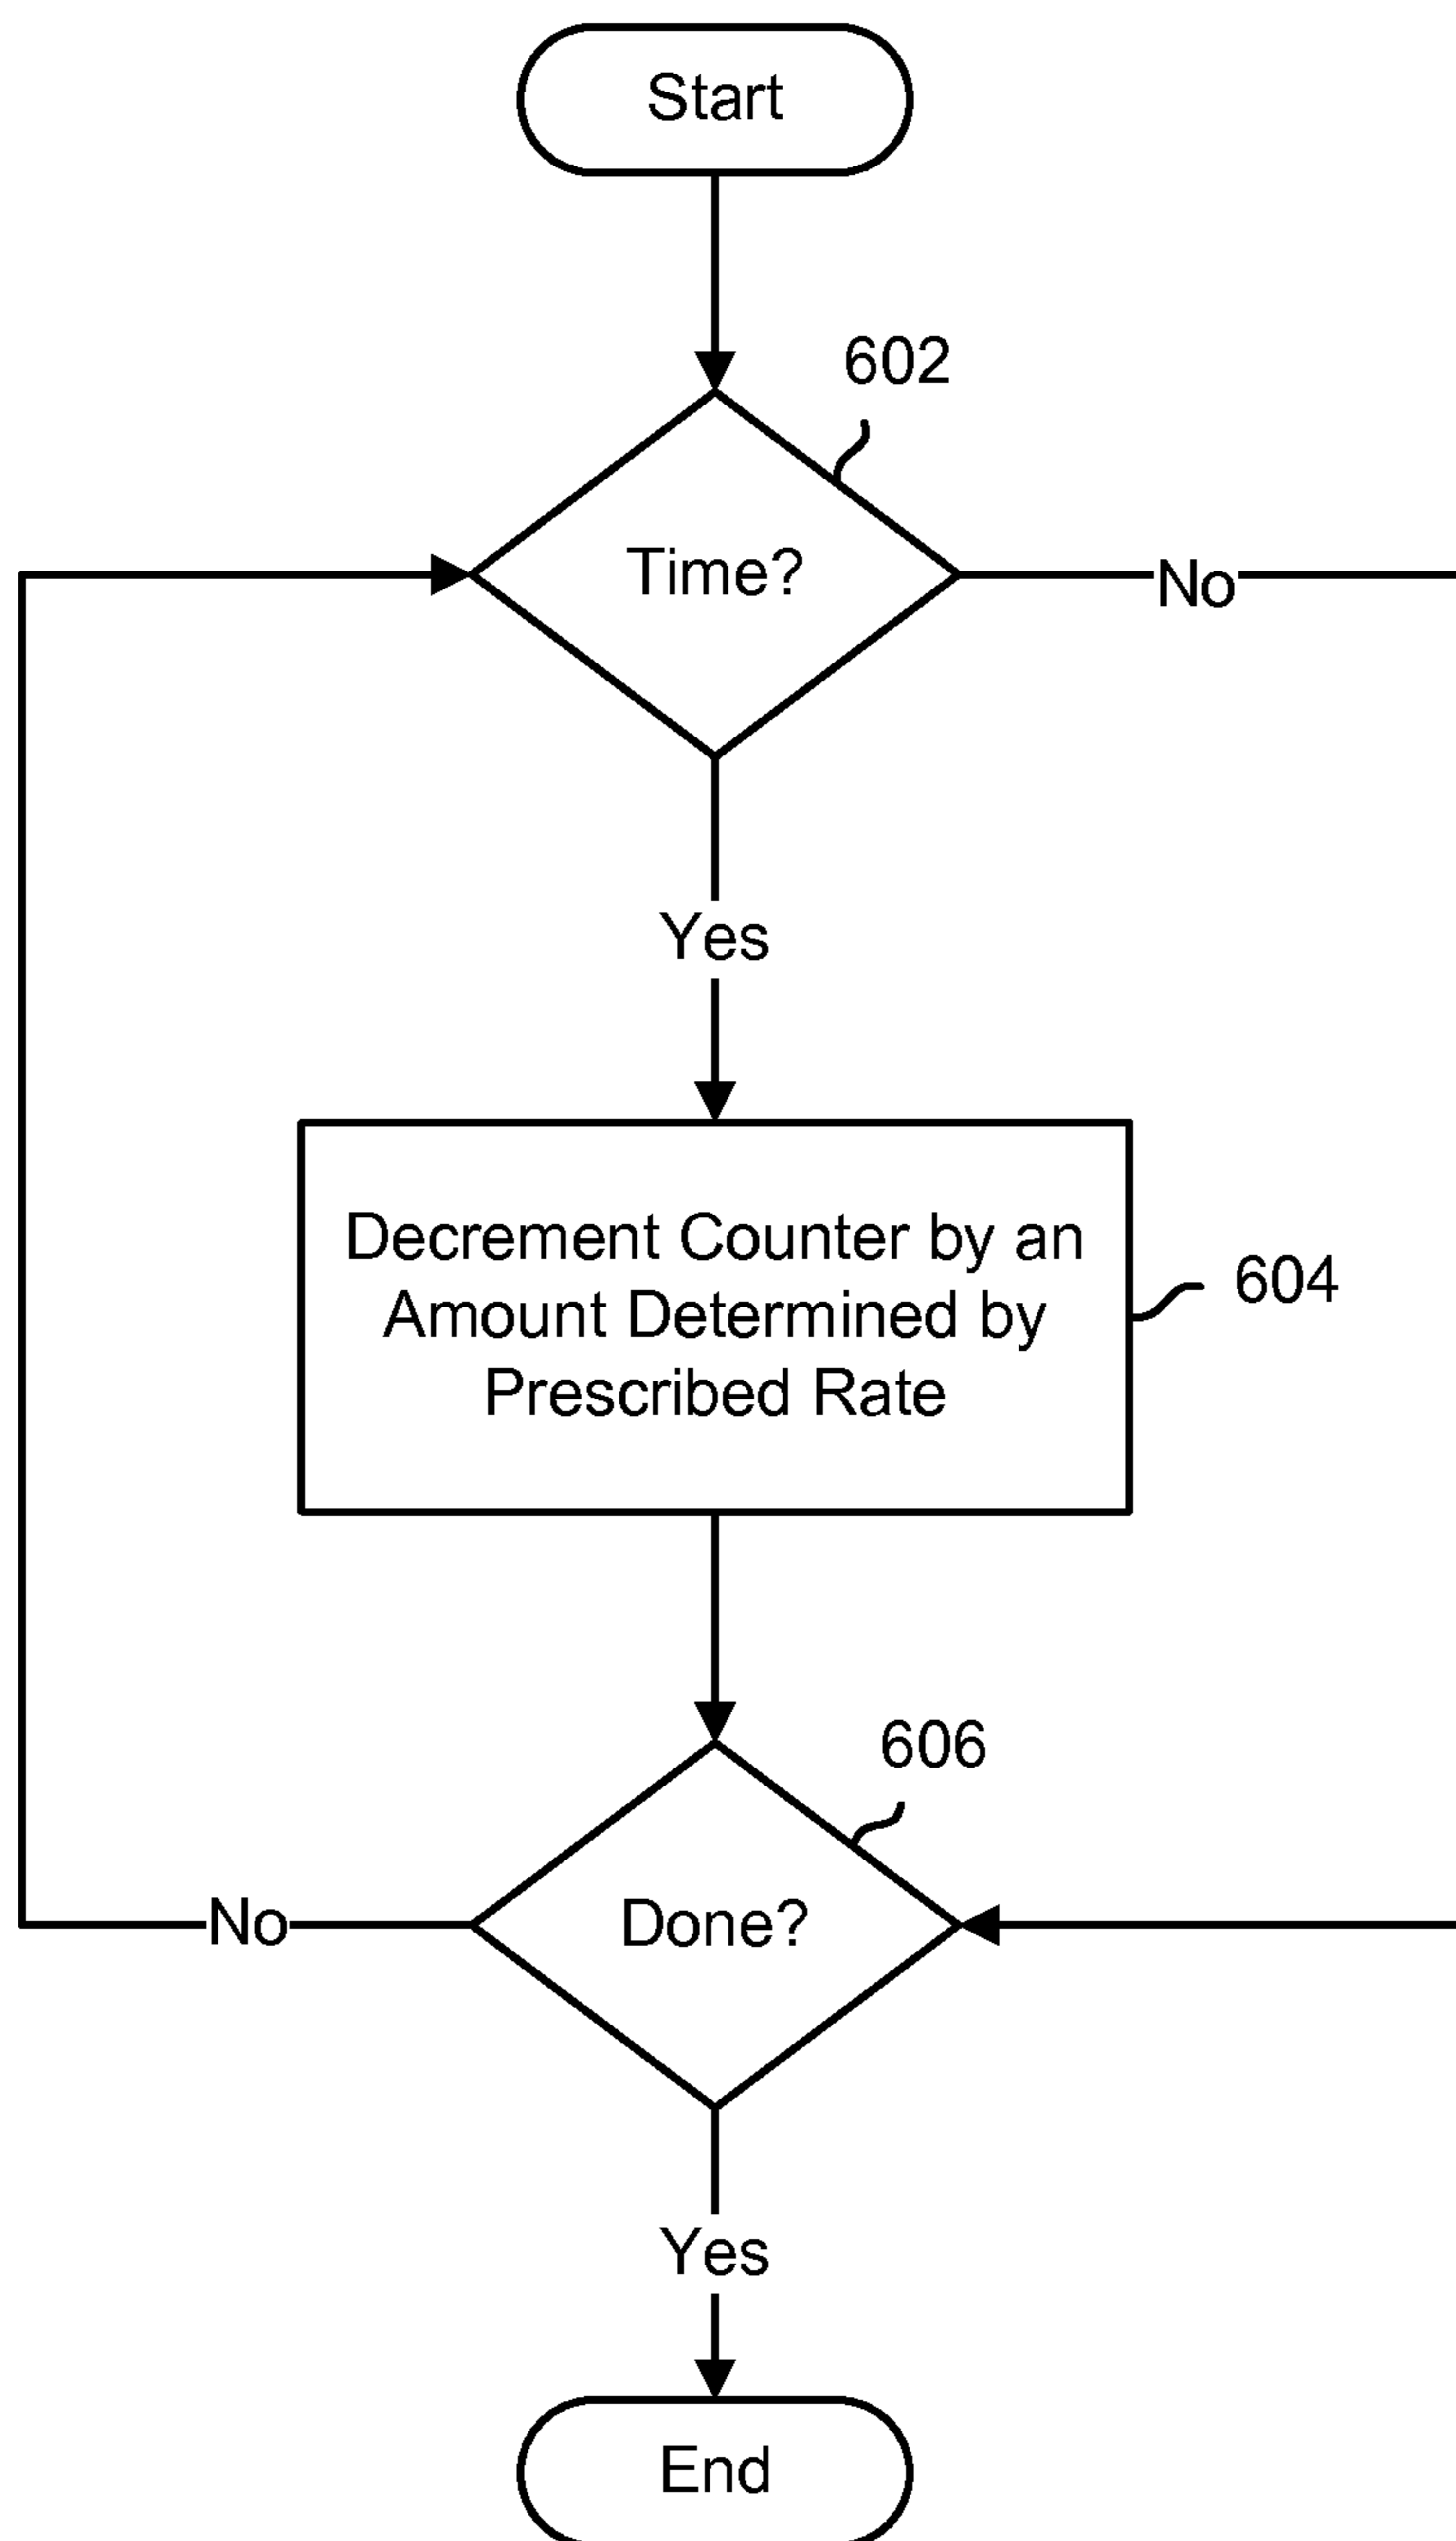 Start
602
Time?
No
Yes
Decrement Counter by an
Amount Determined by
Prescribed Rate
604
606
Done?
No
Yes
End